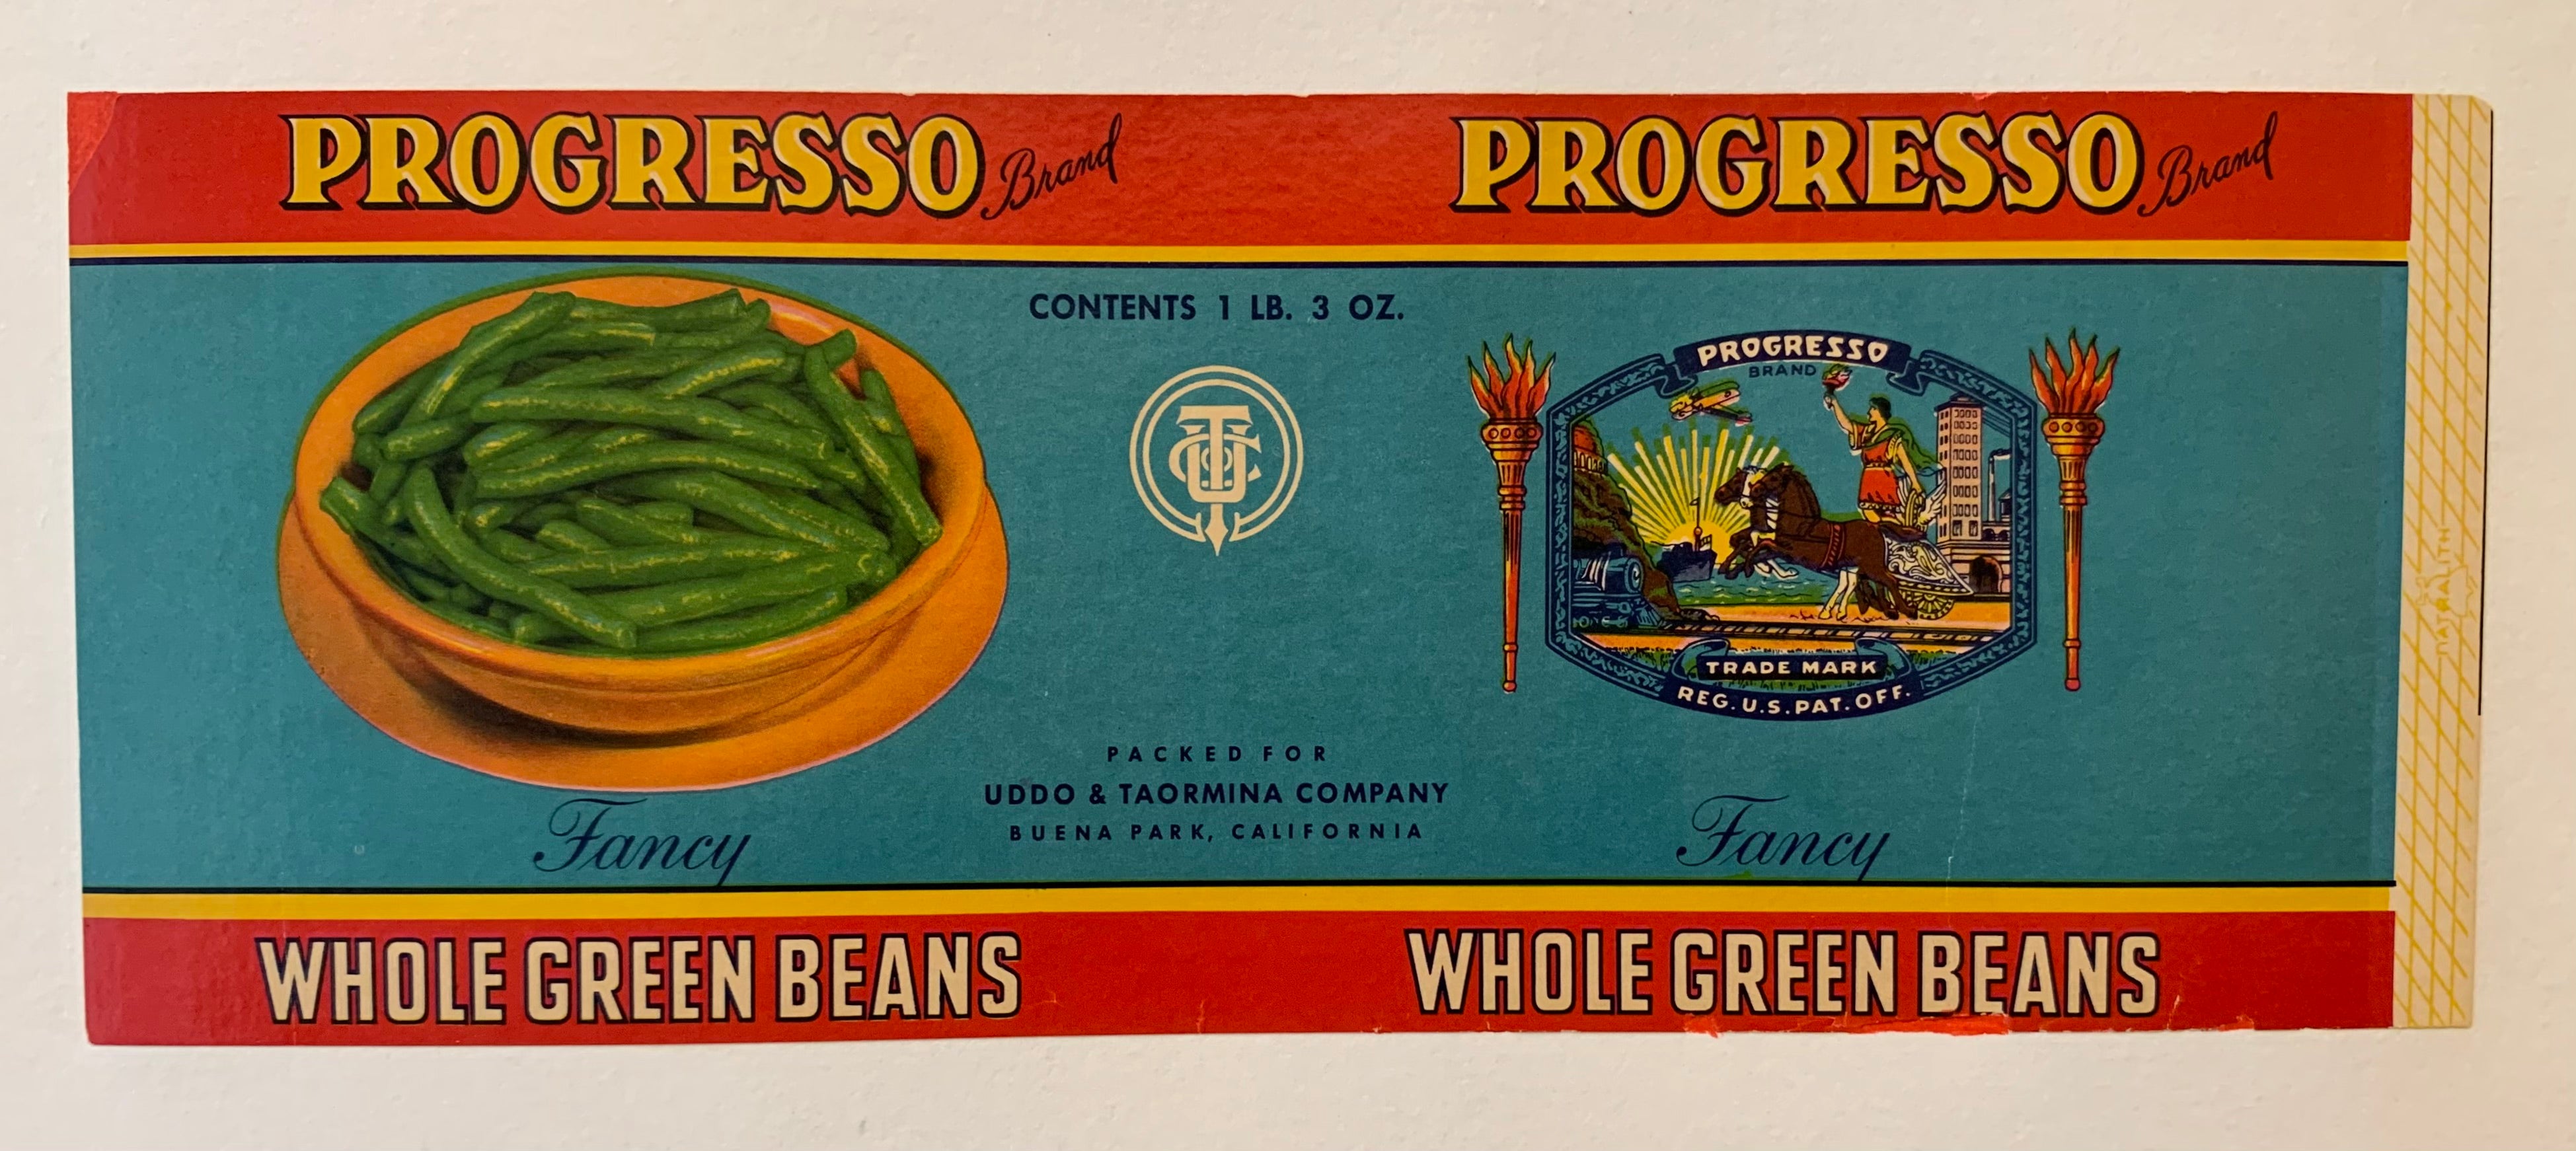 PROGRESSO Brand
CONTENTS 1 LB. 3 OZ.
UTCo
PACKED FOR
UDDO & TAORMINA COMPANY
BUENA PARK, CALIFORNIA
Fancy
WHOLE GREEN BEANS
PROGRESSO Brand
PROGRESSO
BRAND
TRADE MARK
REG. U.S. PAT. OFF.
Fancy
WHOLE GREEN BEANS